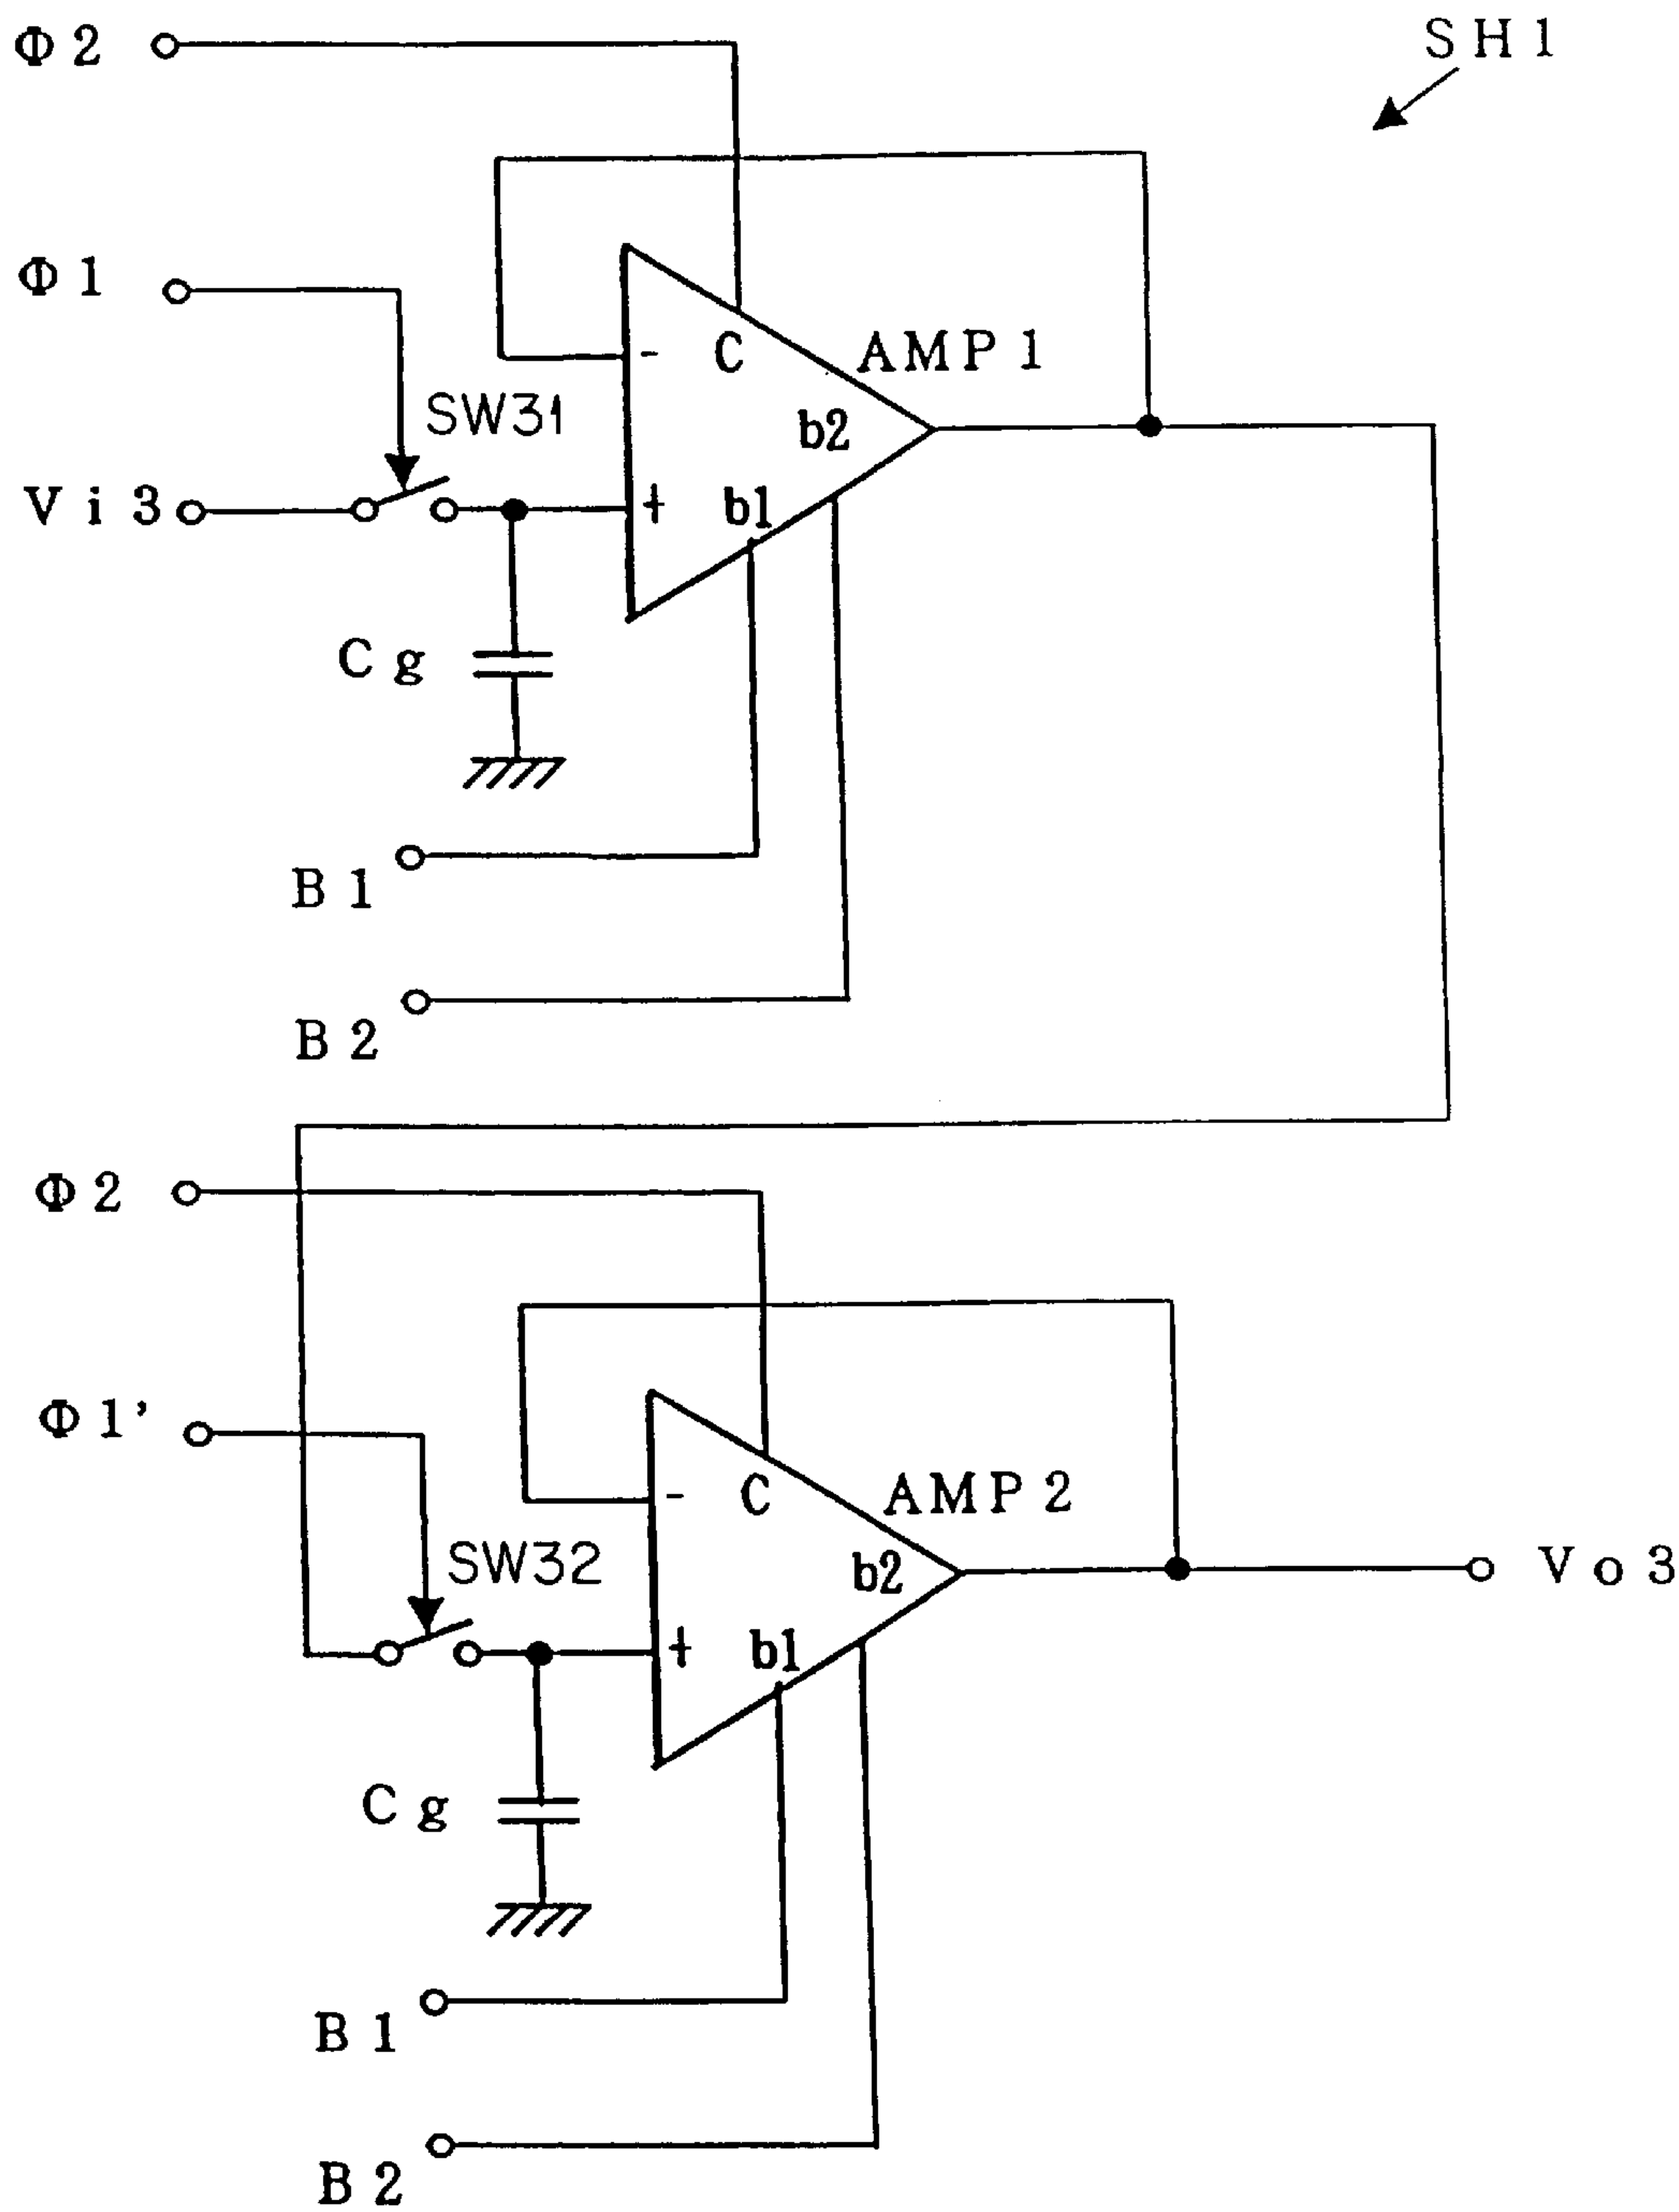 Φ2
SH1
Φ1
-
C
AMP1
SW31
b2
Vi3
+
b1
Cg
B1
B2
Φ2
Φ1'
-
C
AMP2
SW32
b2
Vo3
+
b1
Cg
B1
B2